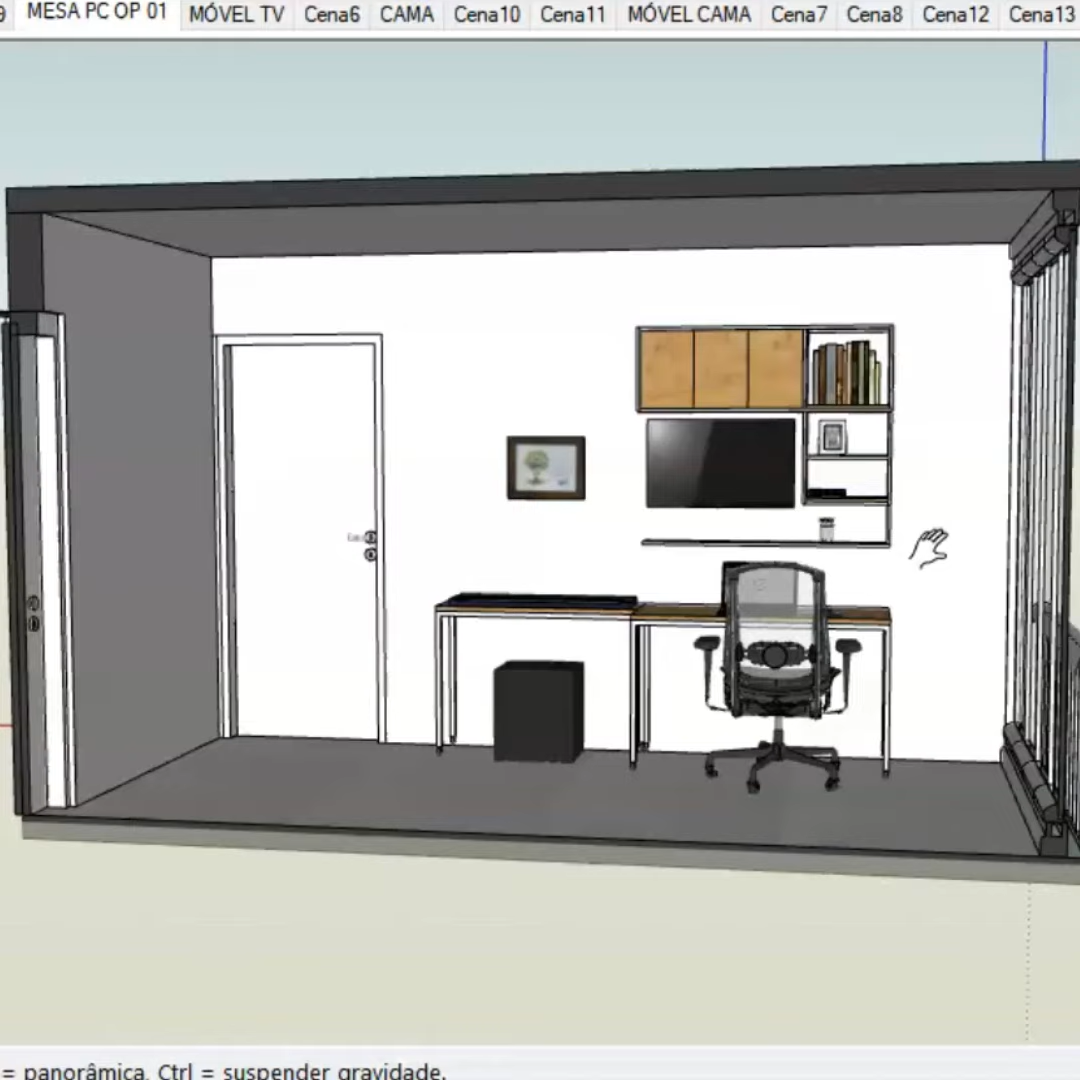 9 MESA PC OP 01 MÓVEL TV Cena6 CAMA Cena10 Cena11 MÓVEL CAMA Cena7 Cena8 Cena12 Cena13
= panorâmica, Ctrl = suspender gravidade.